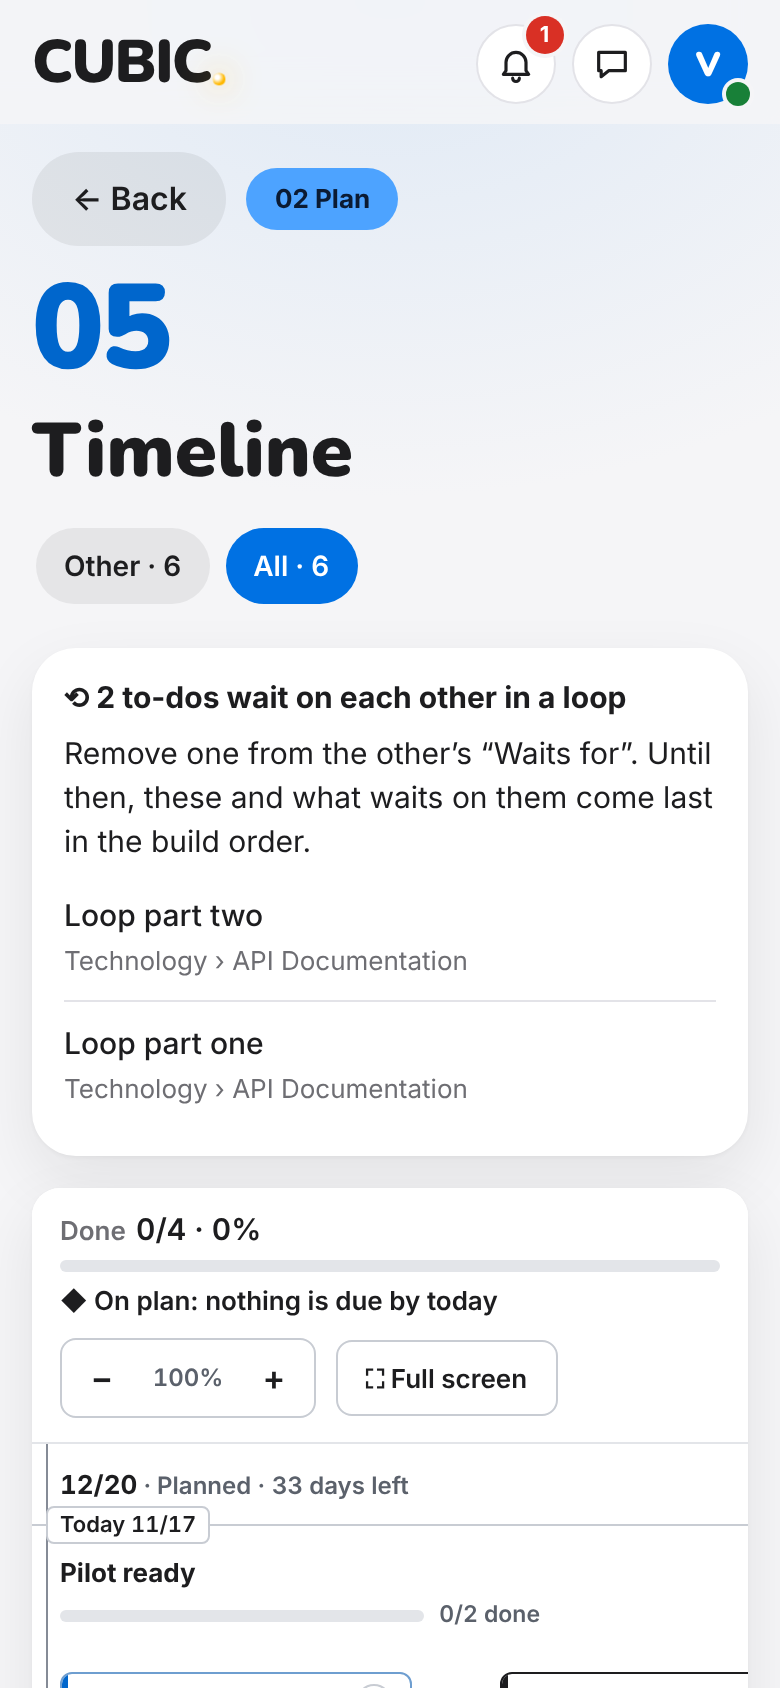 CUBIC.
1
V
← Back
02 Plan
05
Timeline
Other · 6
All · 6
⟲ 2 to-dos wait on each other in a loop
Remove one from the other’s “Waits for”. Until
then, these and what waits on them come last
in the build order.
Loop part two
Technology › API Documentation
Loop part one
Technology › API Documentation
Done 0/4 · 0%
◆ On plan: nothing is due by today
− 100% +
⛶ Full screen
12/20 · Planned · 33 days left
Today 11/17
Pilot ready
0/2 done